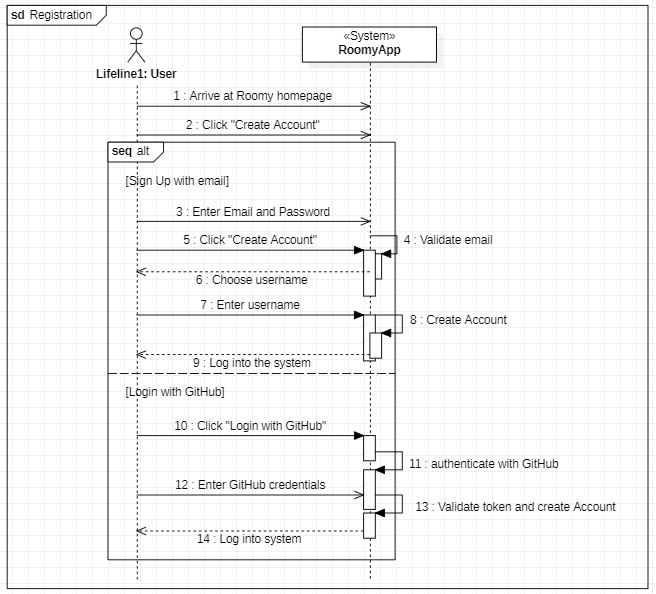 sd Registration
«System»
RoomyApp
Lifeline1: User
1 : Arrive at Roomy homepage
2 : Click "Create Account"
seq alt
[Sign Up with email]
3 : Enter Email and Password
4 : Validate email
5 : Click "Create Account"
6 : Choose username
7 : Enter username
8 : Create Account
9 : Log into the system
[Login with GitHub]
10 : Click "Login with GitHub"
11 : authenticate with GitHub
12 : Enter GitHub credentials
13 : Validate token and create Account
14 : Log into system